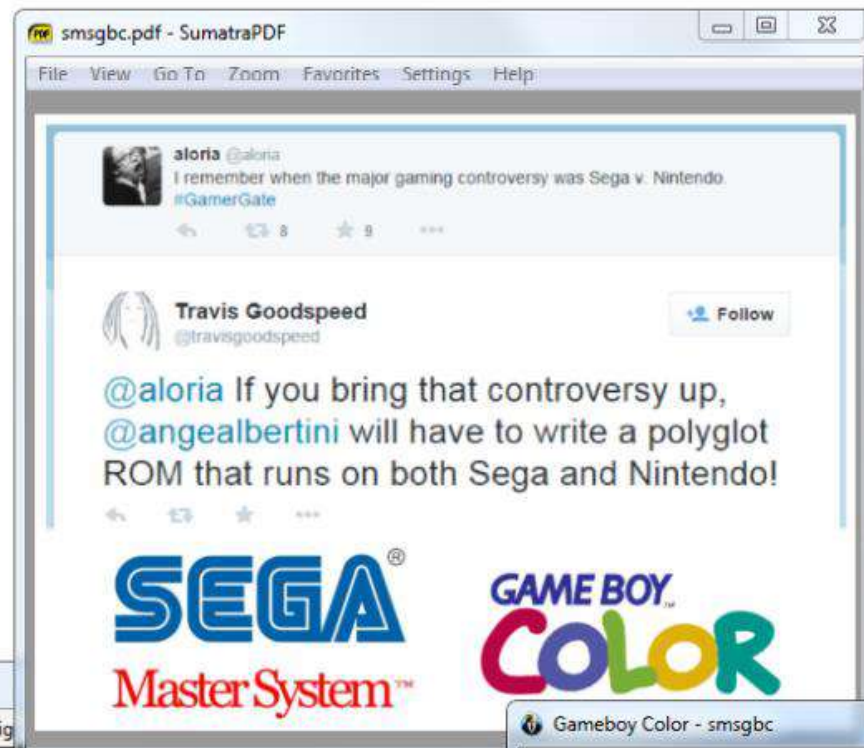 smsgbc.pdf - SumatraPDF
File View Go To Zoom Favorites Settings Help
aloria @aloria
I remember when the major gaming controversy was Sega v. Nintendo.
#GamerGate
8 9
Travis Goodspeed
@travisgoodspeed
Follow
@aloria If you bring that controversy up,
@angealbertini will have to write a polyglot
ROM that runs on both Sega and Nintendo!
SEGA®
Master System™
GAME BOY™
COLOR
Gameboy Color - smsgbc